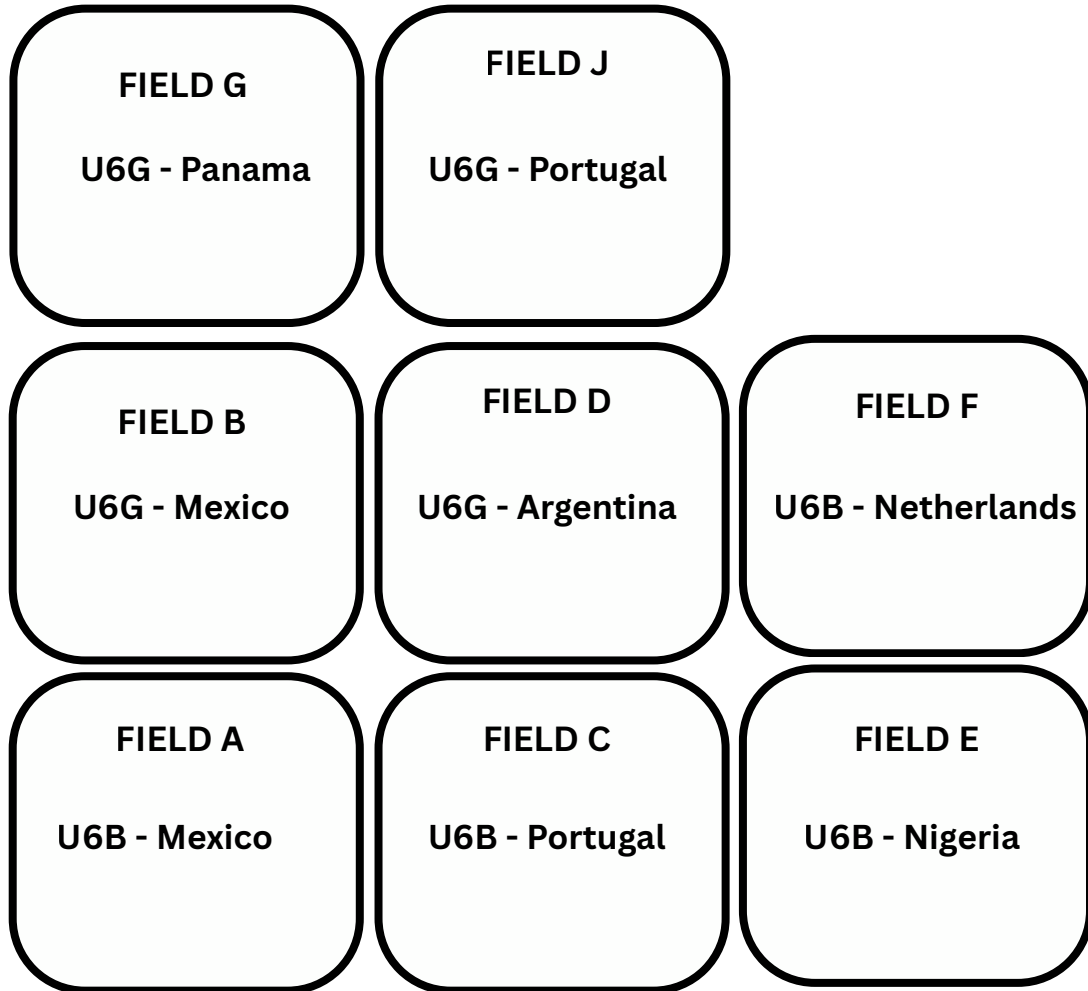 FIELD G
U6G - Panama
FIELD J
U6G - Portugal
FIELD B
U6G - Mexico
FIELD D
U6G - Argentina
FIELD F
U6B - Netherlands
FIELD A
U6B - Mexico
FIELD C
U6B - Portugal
FIELD E
U6B - Nigeria